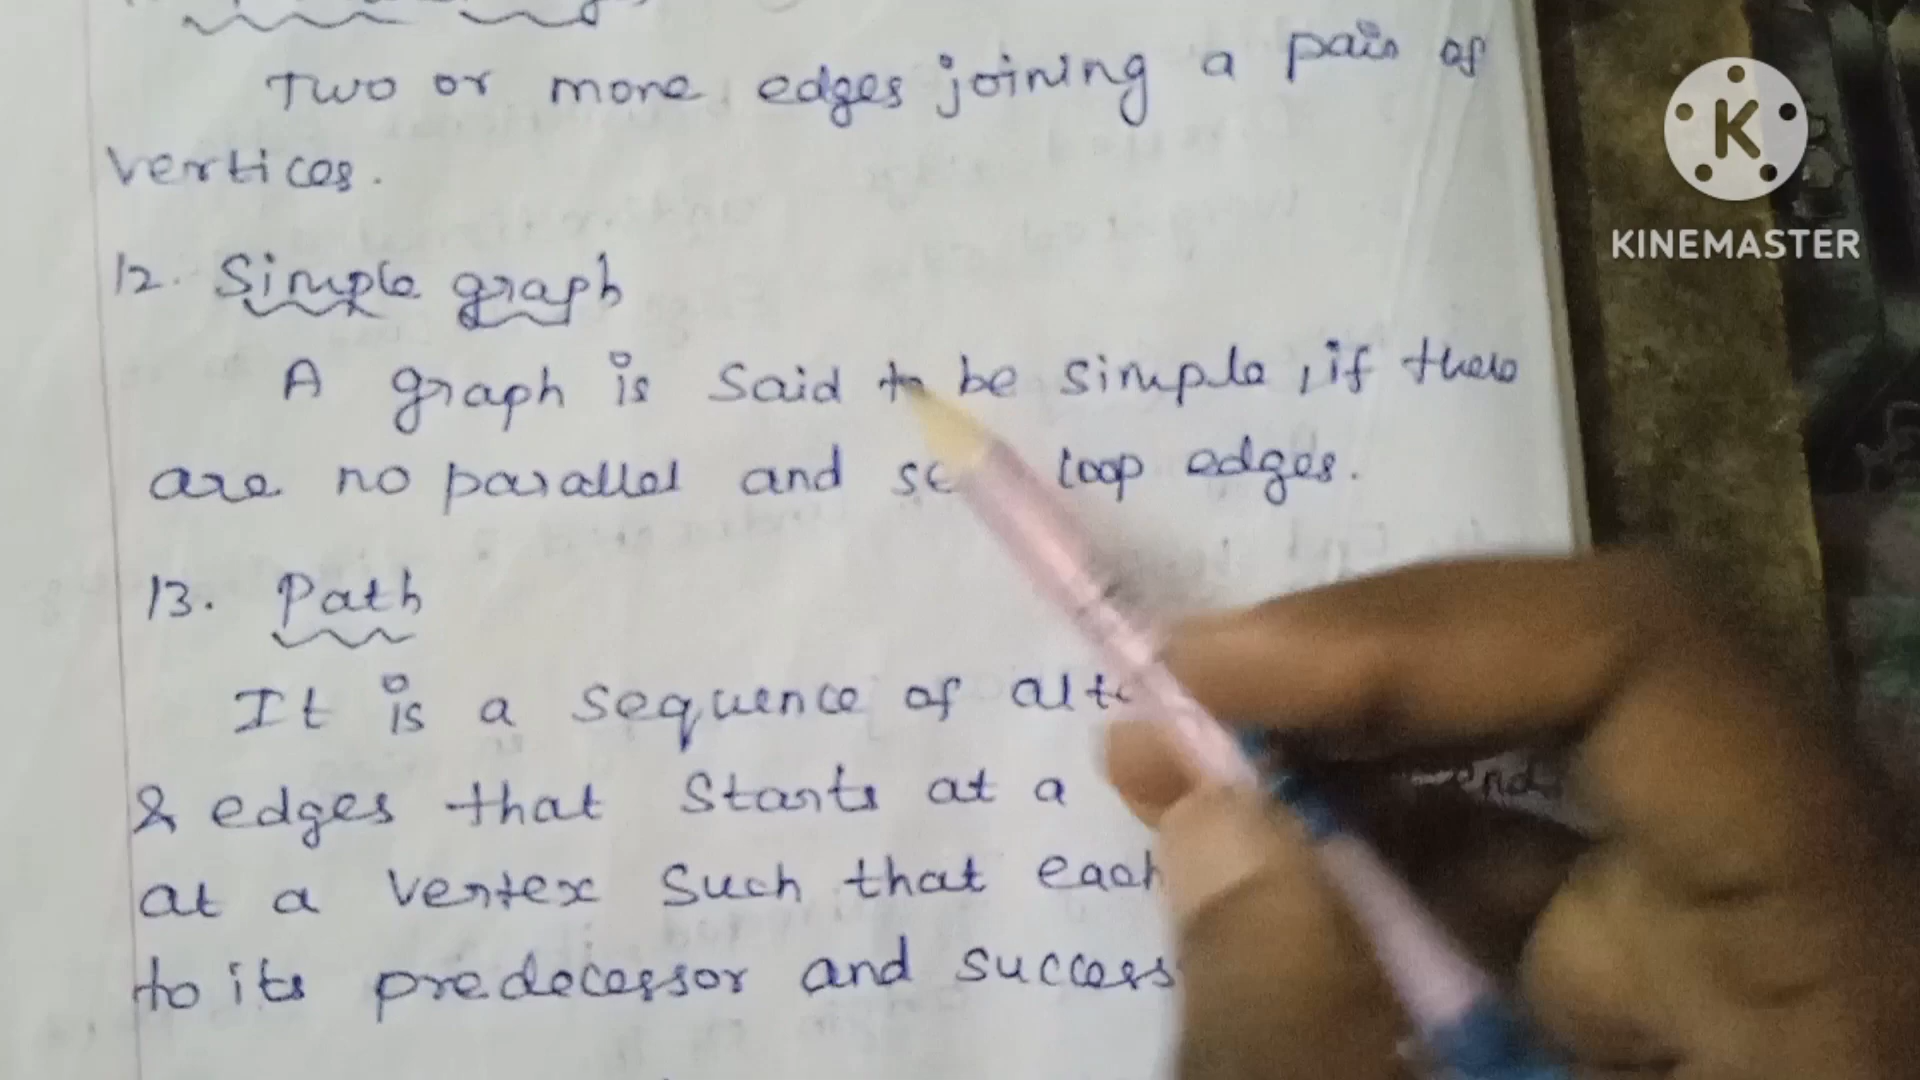 Two or more edges joining a pair of
vertices.
12. Simple graph
A graph is said to be simple, if there
are no parallel and loop edges.
13. Path
It is a sequence of
& edges that starts at a
at a vertex such that each
to its predecessor and
K
KINEMASTER